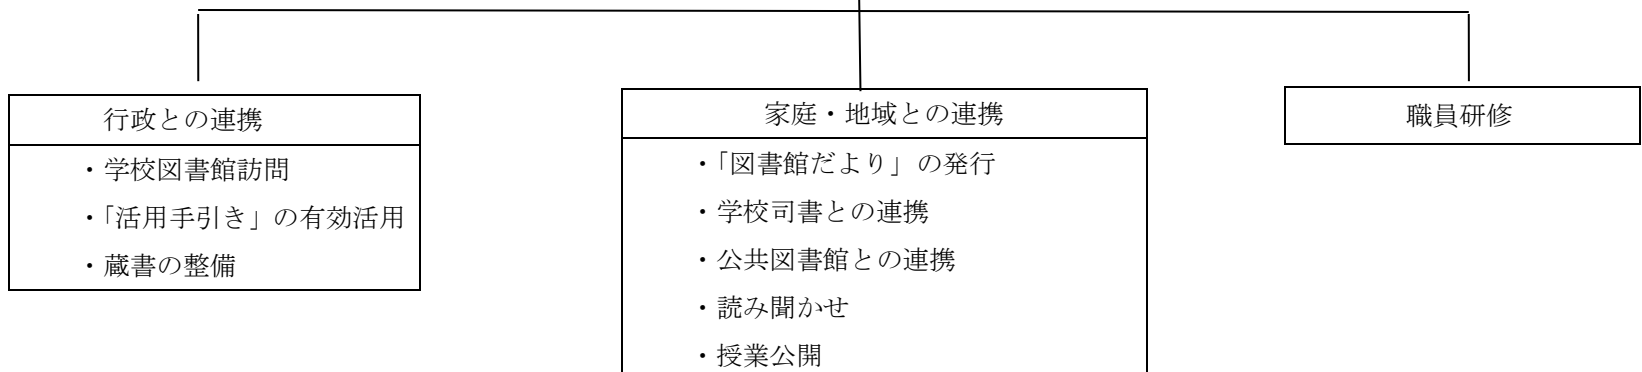 行政との連携
・学校図書館訪問
・「活用手引き」の有効活用
・蔵書の整備
家庭・地域との連携
・「図書館だより」の発行
・学校司書との連携
・公共図書館との連携
・読み聞かせ
・授業公開
職員研修